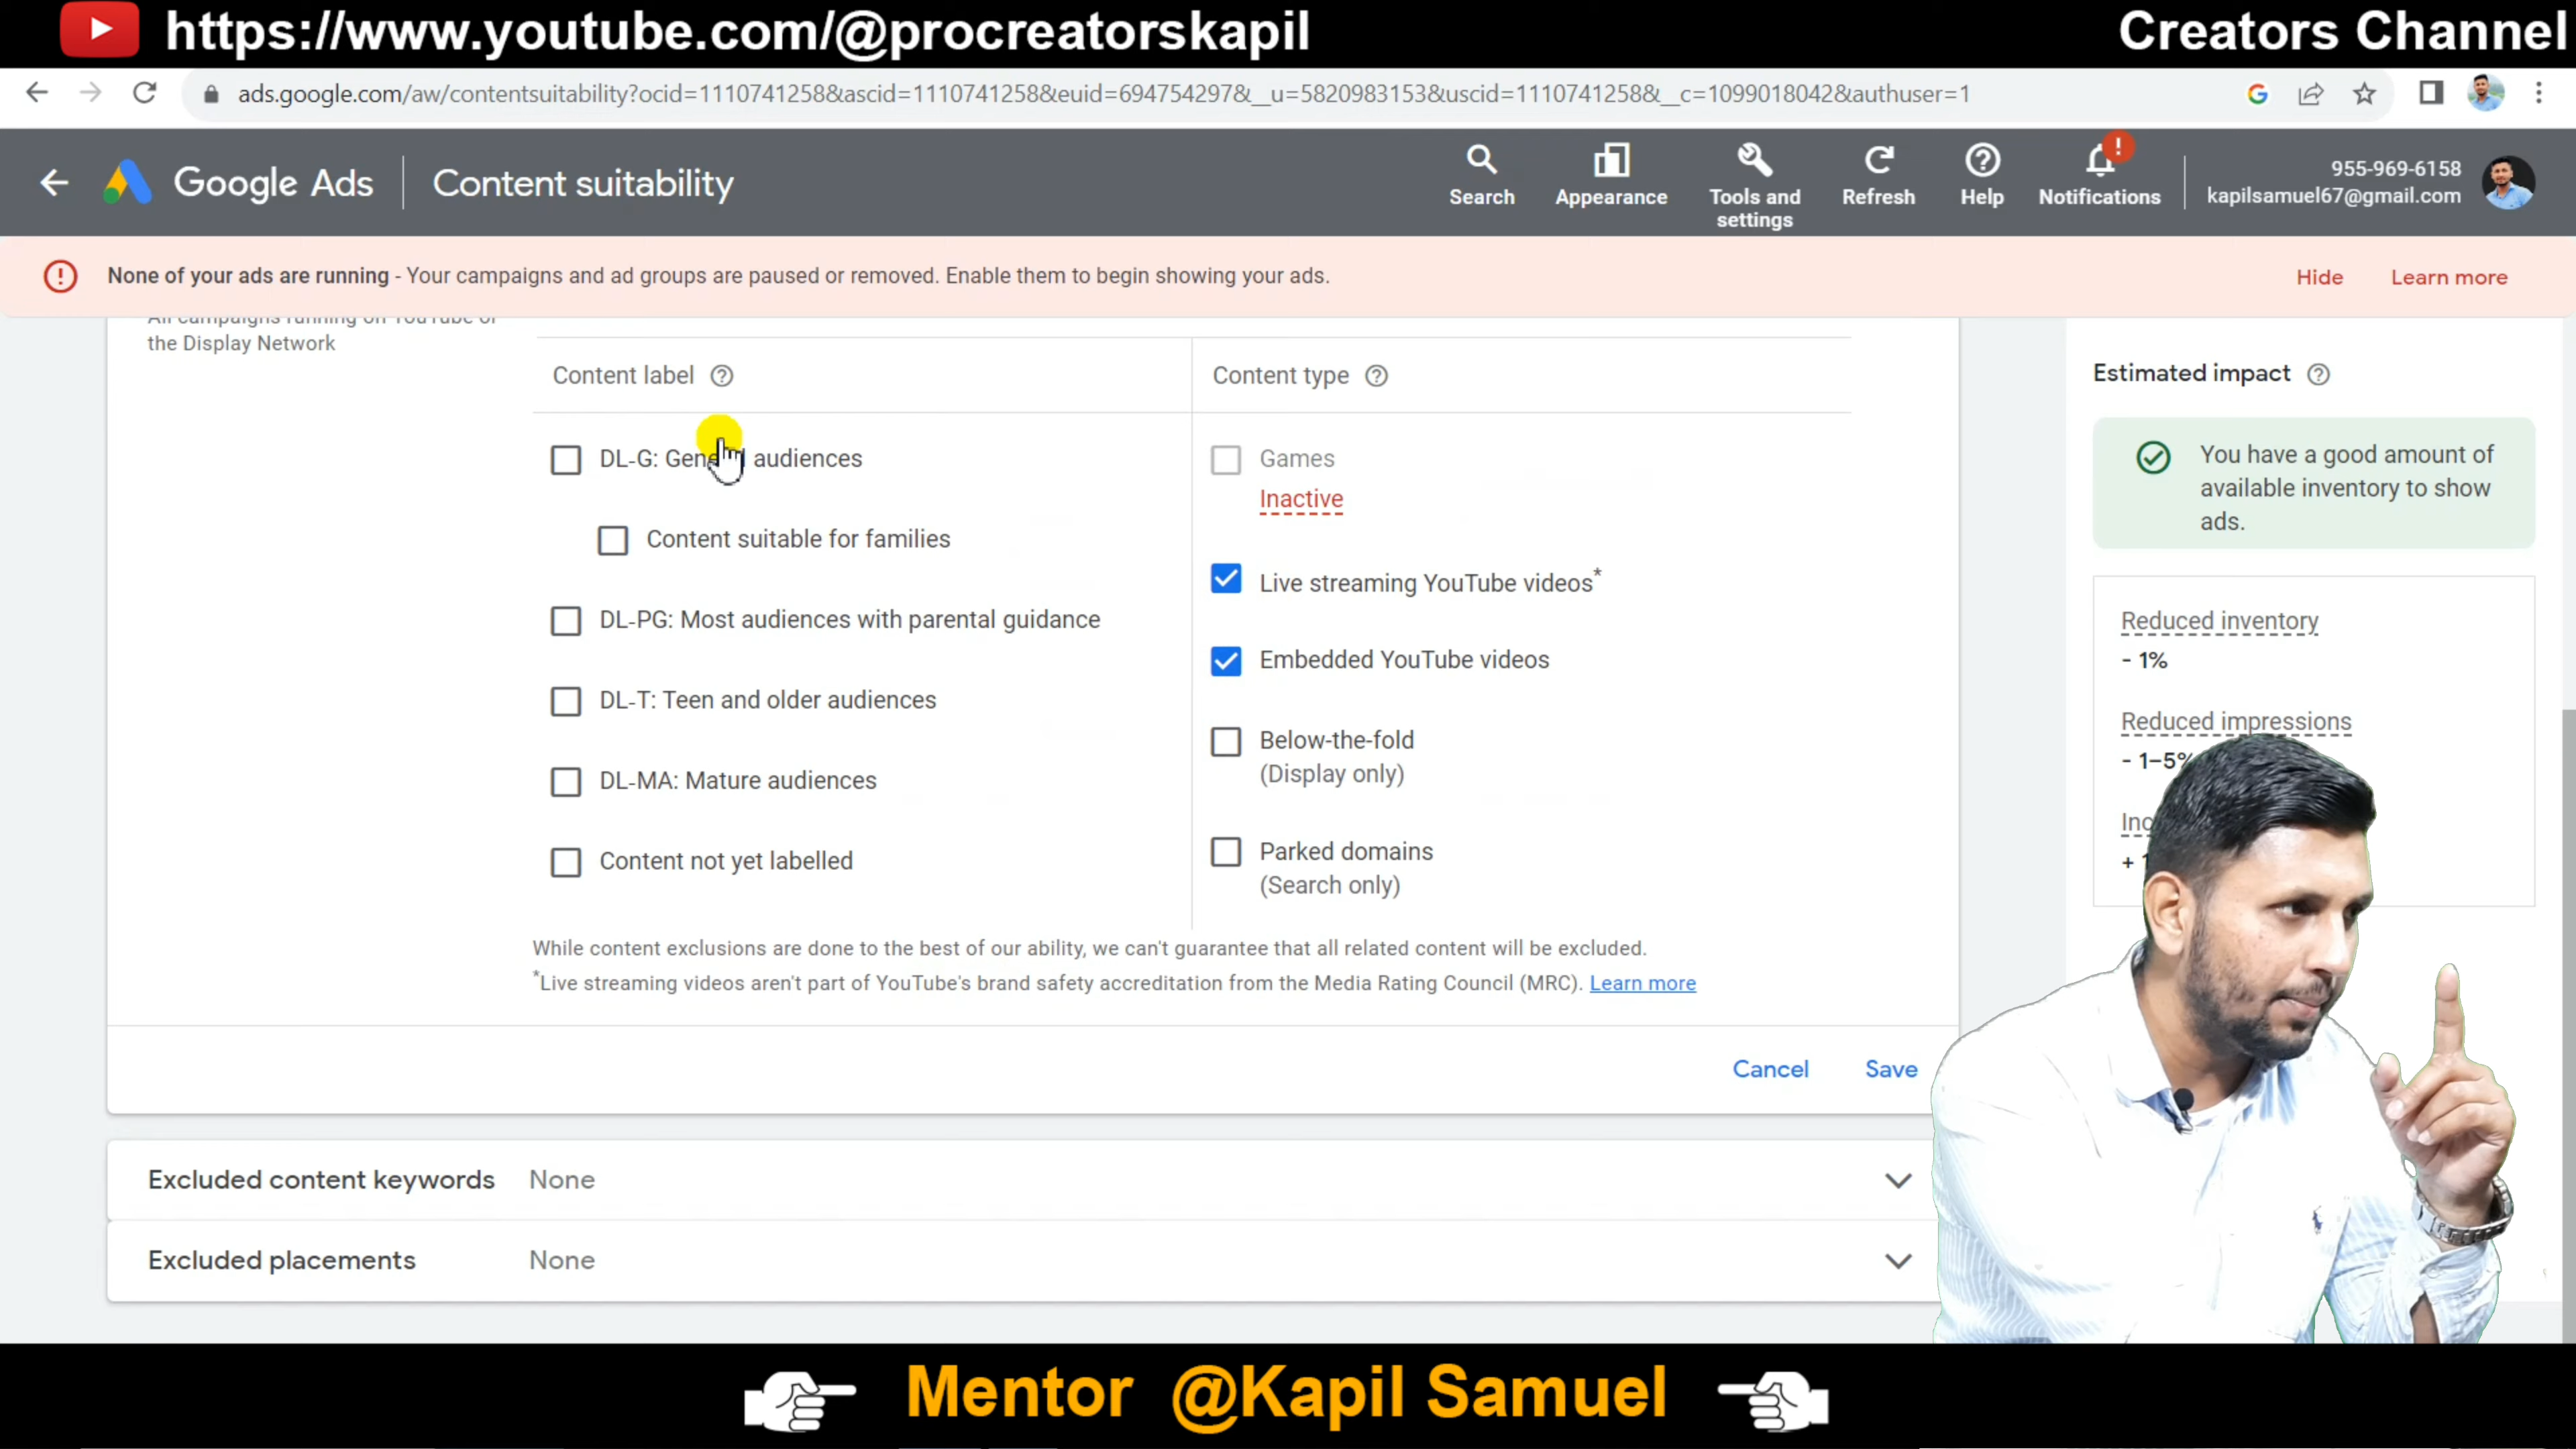 https://www.youtube.com/@procreatorskapil
Creators Channel
ads.google.com/aw/contentsuitability?ocid=1110741258&ascid=1110741258&euid=694754297&__u=5820983153&uscid=1110741258&__c=1099018042&authuser=1
Google Ads
Content suitability
Search
Appearance
Tools and
settings
Refresh
Help
Notifications
955-969-6158
kapilsamuel67@gmail.com
None of your ads are running - Your campaigns and ad groups are paused or removed. Enable them to begin showing your ads.
Hide
Learn more
All campaigns running on YouTube or
the Display Network
Content label
Content type
Estimated impact
DL-G: audiences
Content suitable for families
DL-PG: Most audiences with parental guidance
DL-T: Teen and older audiences
DL-MA: Mature audiences
Content not yet labelled
Games
Inactive
Live streaming YouTube videos*
Embedded YouTube videos
Below-the-fold
(Display only)
Parked domains
(Search only)
You have a good amount of
available inventory to show
ads.
Reduced inventory
- 1%
Reduced impressions
- 1–5%
While content exclusions are done to the best of our ability, we can't guarantee that all related content will be excluded.
*Live streaming videos aren't part of YouTube's brand safety accreditation from the Media Rating Council (MRC). Learn more
Cancel
Save
Excluded content keywords
None
Excluded placements
None
Mentor @Kapil Samuel